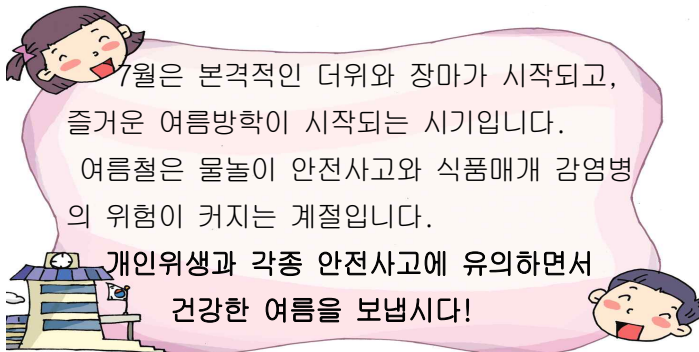 7월은 본격적인 더위와 장마가 시작되고,
즐거운 여름방학이 시작되는 시기입니다.
여름철은 물놀이 안전사고와 식품매개 감염병
의 위험이 커지는 계절입니다.
개인위생과 각종 안전사고에 유의하면서
건강한 여름을 보냅시다!